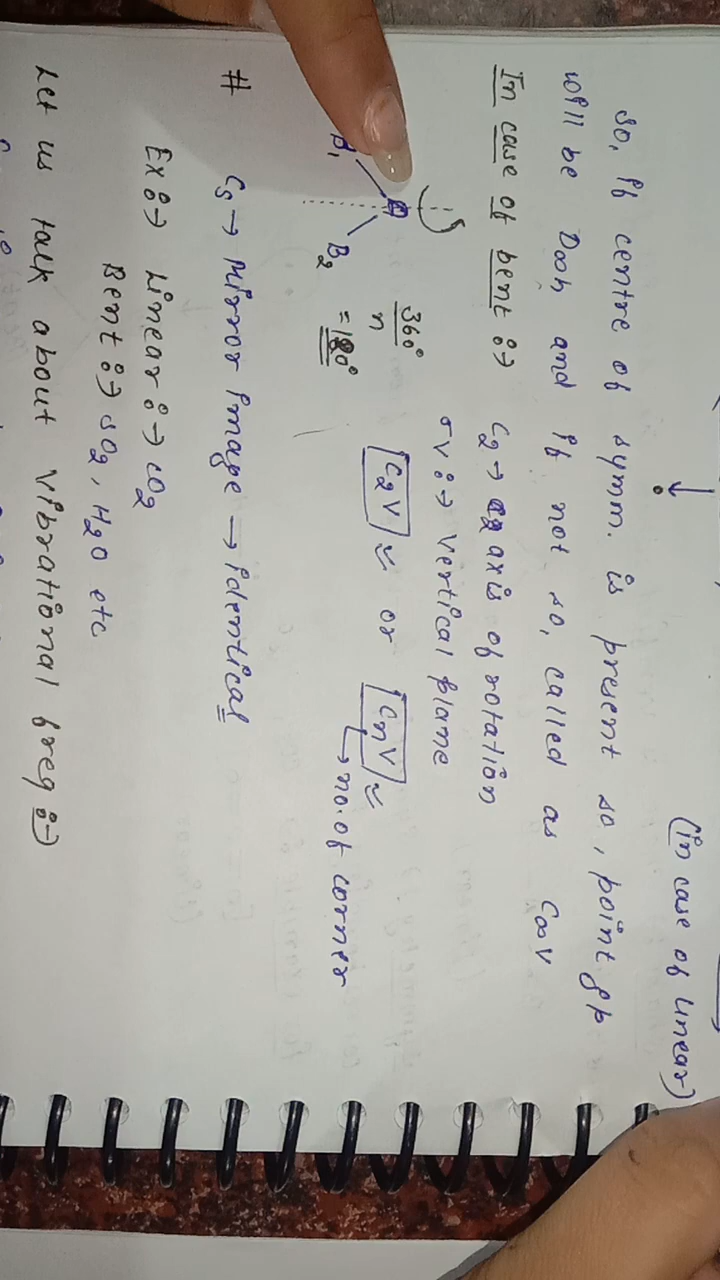 (in case of linear)
so, if centre of symm. is present so, point gp
will be D∞h and if not so, called as C∞v
In case of bent :→ C2 → axis of rotation
σv :→ vertical plane
A
B1 B2
360°
n
= 180°
C2V or CnV
→ no. of corner
# Cs → Mirror image → identical
Ex :→ Linear :→ CO2
Bent :→ SO2, H2O etc
Let us talk about vibrational freq :→